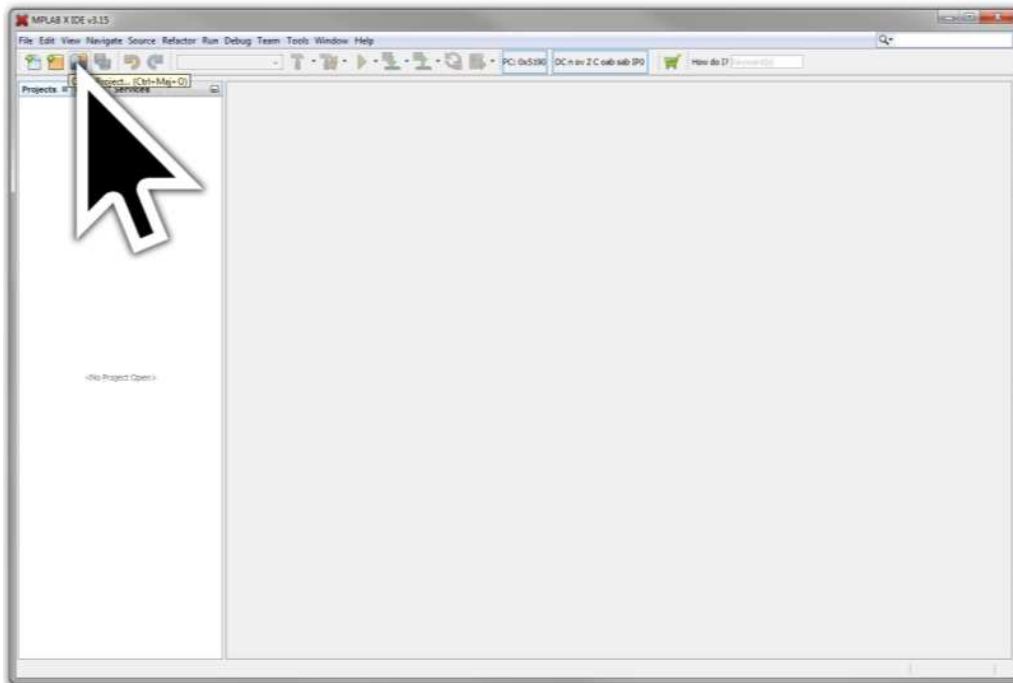 MPLAB X IDE v3.15
File Edit View Navigate Source Refactor Run Debug Team Tools Window Help
PC: 0x5190 DC n ov Z C oab sab IP0 How do I?
Project... (Ctrl+Maj+O)
Projects Services
<No Project Open>